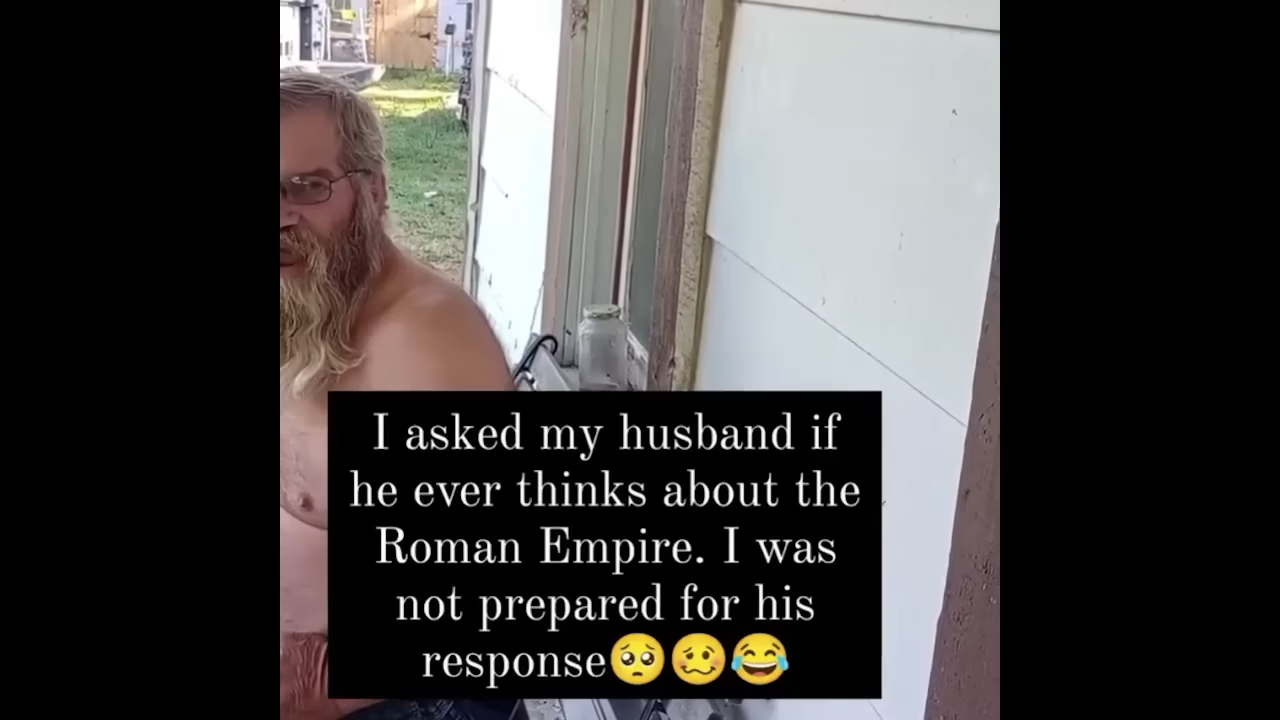 I asked my husband if
he ever thinks about the
Roman Empire. I was
not prepared for his
response🥺🥴😂